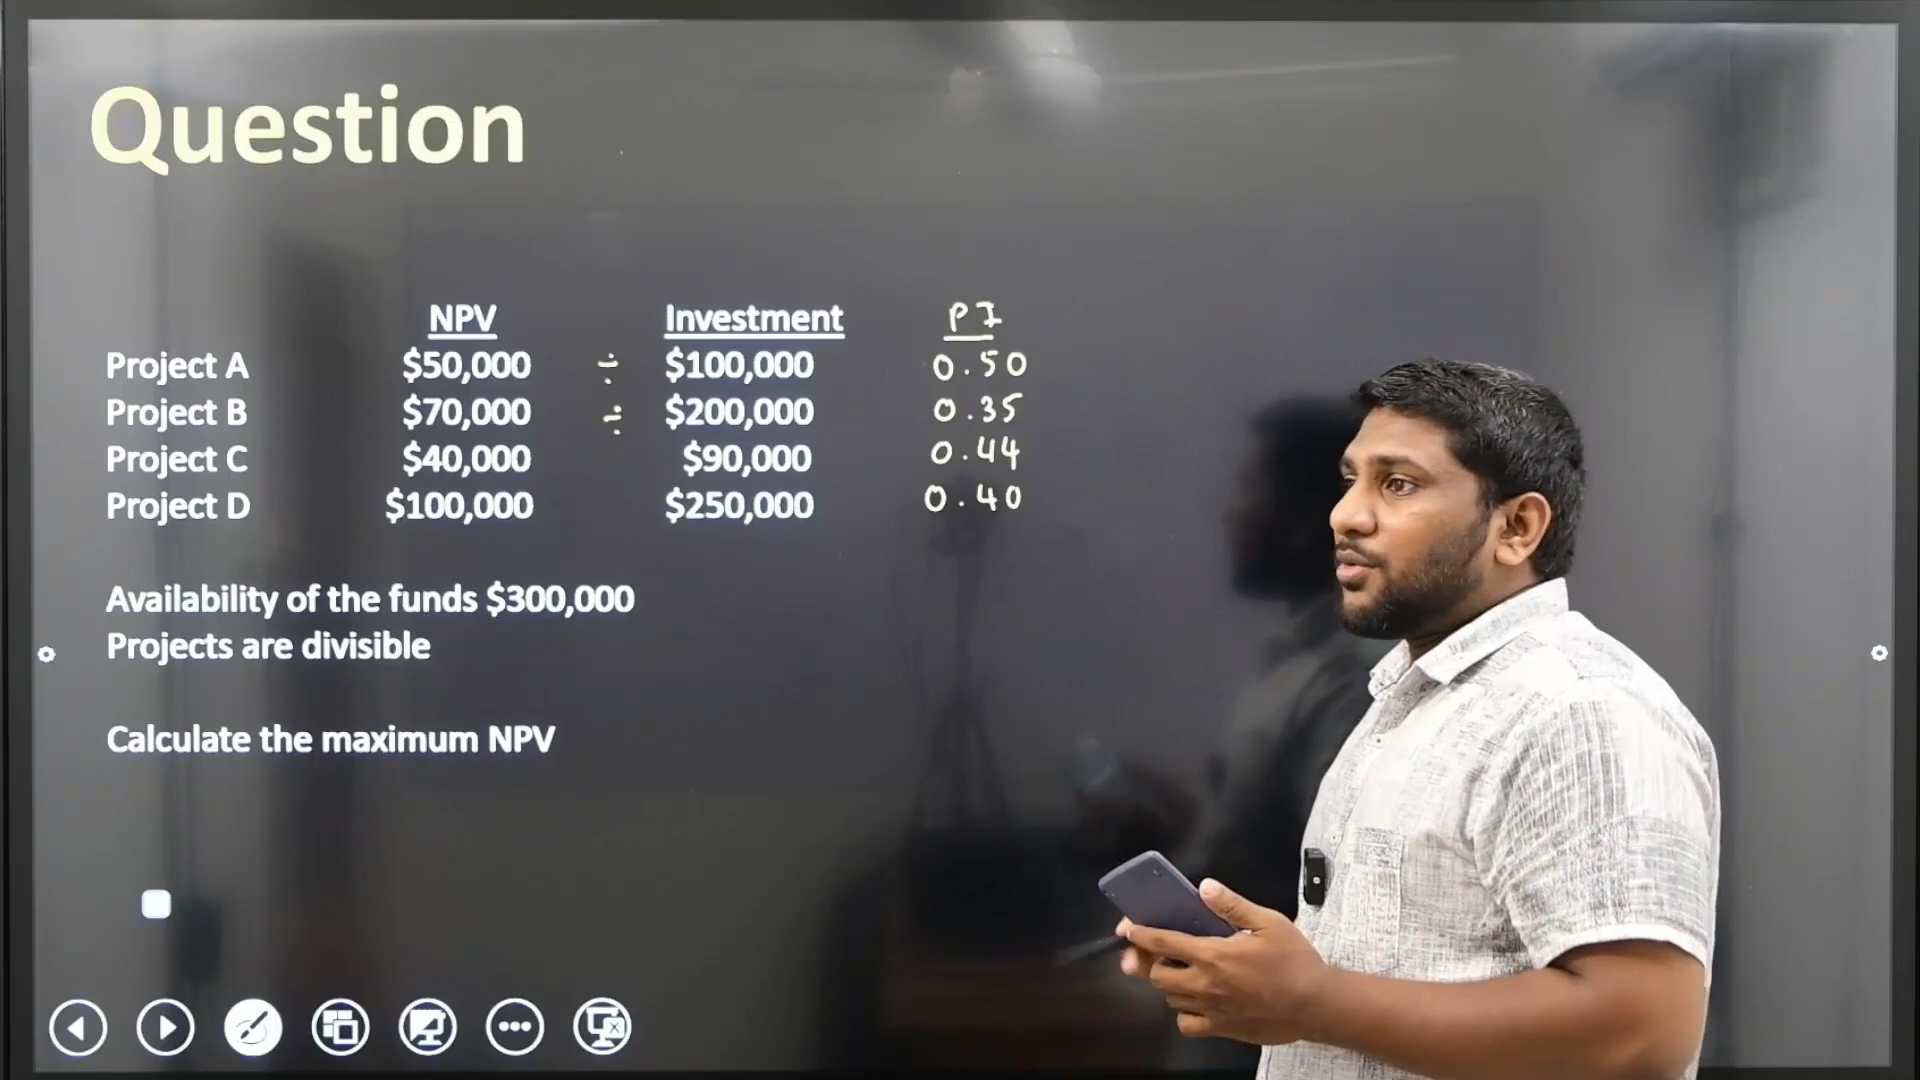 Question
NPV Investment PI
Project A $50,000 ÷ $100,000 0.50
Project B $70,000 ÷ $200,000 0.35
Project C $40,000 $90,000 0.44
Project D $100,000 $250,000 0.40
Availability of the funds $300,000
Projects are divisible
Calculate the maximum NPV